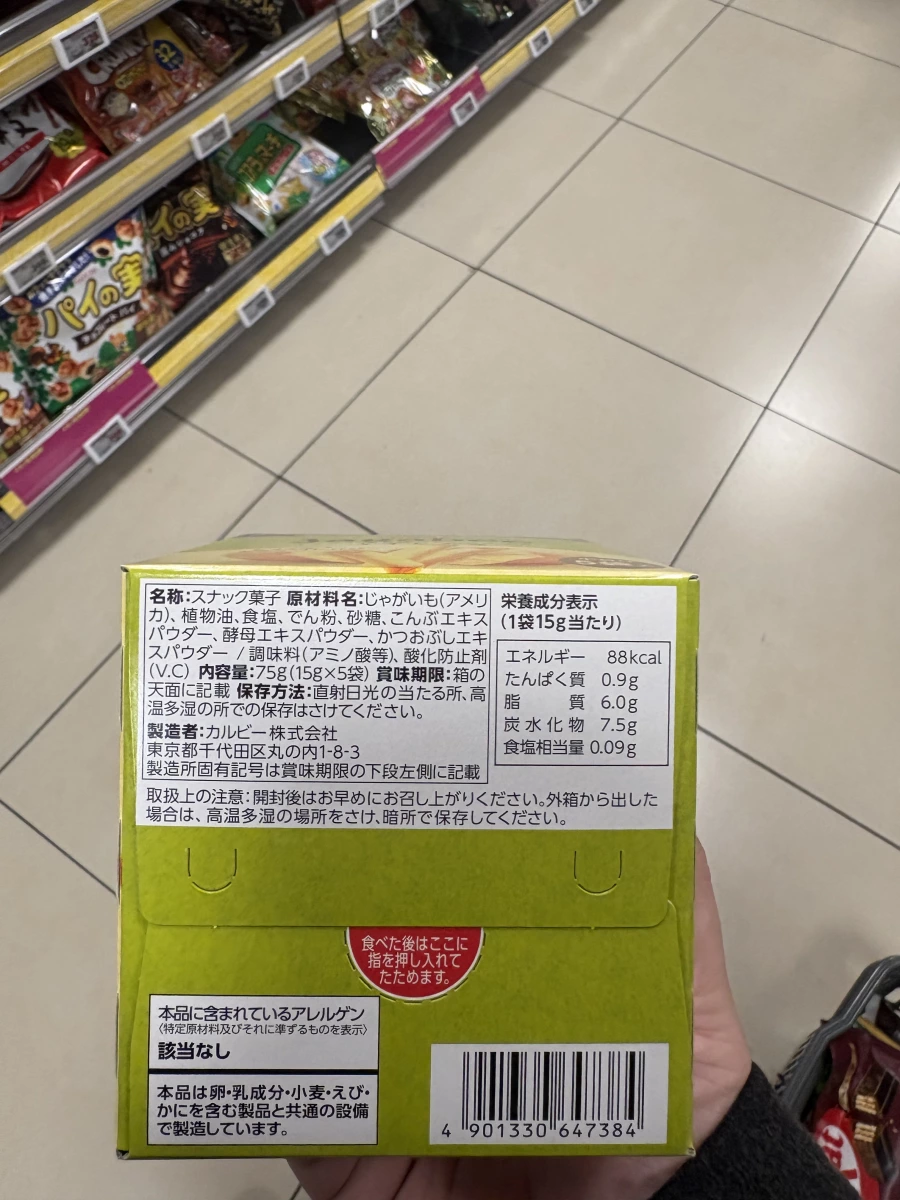 パイの実
チョコレートパイ
イの実
名称:スナック菓子 原材料名:じゃがいも(アメリ
カ)、植物油、食塩、でん粉、砂糖、こんぶエキス
パウダー、酵母エキスパウダー、かつおぶしエキ
スパウダー / 調味料(アミノ酸等)、酸化防止剤
(V.C) 内容量:75g(15g×5袋) 賞味期限:箱の
天面に記載 保存方法:直射日光の当たる所、高
温多湿の所での保存はさけてください。
製造者:カルビー株式会社
東京都千代田区丸の内1-8-3
製造所固有記号は賞味期限の下段左側に記載
栄養成分表示
(1袋15g当たり)
エネルギー 88kcal
たんぱく質 0.9g
脂 質 6.0g
炭水化物 7.5g
食塩相当量 0.09g
取扱上の注意:開封後はお早めにお召し上がりください。外箱から出した
場合は、高温多湿の場所をさけ、暗所で保存してください。
食べた後はここに
指を押し入れて
たためます。
本品に含まれているアレルゲン
〈特定原材料及びそれに準ずるものを表示〉
該当なし
本品は卵・乳成分・小麦・えび・
かにを含む製品と共通の設備
で製造しています。
4 901330 647384